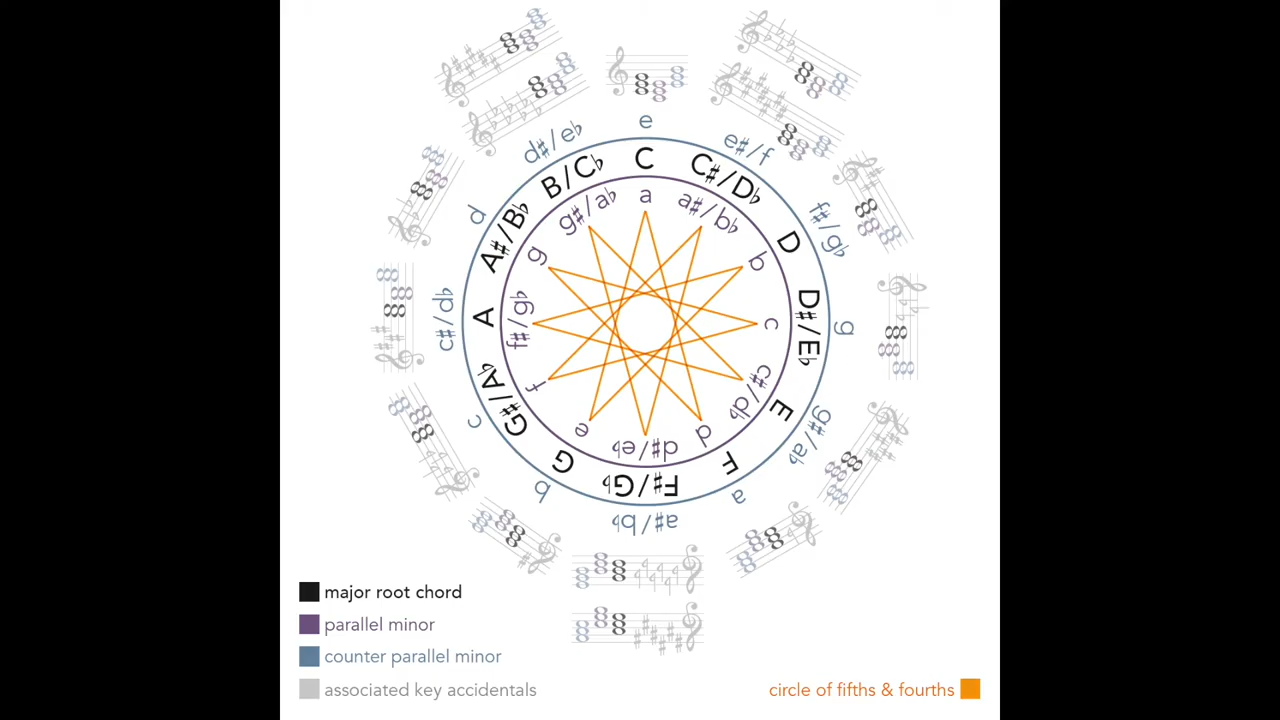 e
e♯/f
f♯/g♭
g
g♯/a♭
a
a♯/b♭
b
c
c♯/d♭
d
d♯/e♭
C
C♯/D♭
D
D♯/E♭
E
F
F♯/G♭
G
G♯/A♭
A
A♯/B♭
B/C♭
a
a♯/b♭
b
c
c♯/d♭
d
d♯/e♭
e
f
f♯/g♭
g
g♯/a♭
major root chord
parallel minor
counter parallel minor
associated key accidentals
circle of fifths & fourths